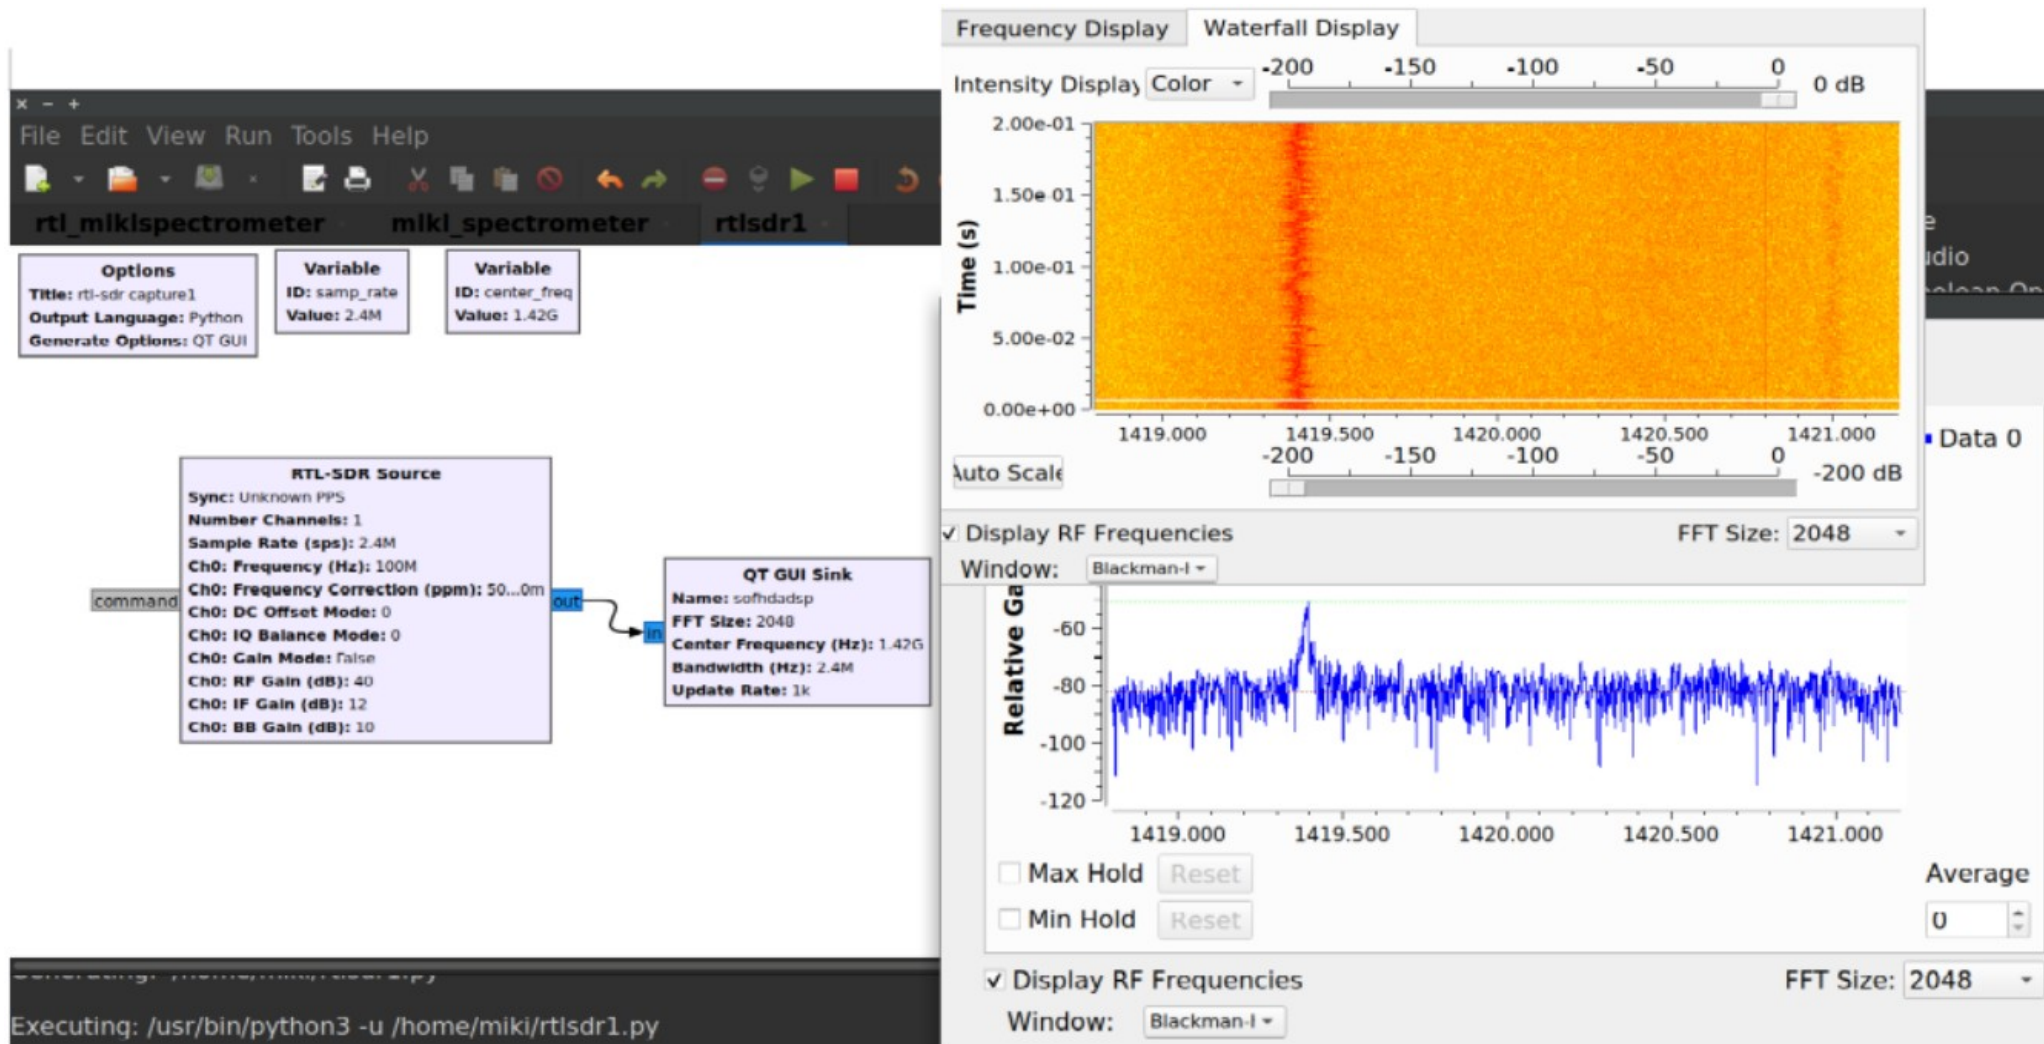 File Edit View Run Tools Help
rtl_mikispectrometer mikl_spectrometer rtlsdr1
Options
Title: rtl-sdr capture1
Output Language: Python
Generate Options: QT GUI
Variable
ID: samp_rate
Value: 2.4M
Variable
ID: center_freq
Value: 1.42G
RTL-SDR Source
Sync: Unknown PPS
Number Channels: 1
Sample Rate (sps): 2.4M
Ch0: Frequency (Hz): 100M
Ch0: Frequency Correction (ppm): 50...0m
Ch0: DC Offset Mode: 0
Ch0: IQ Balance Mode: 0
Ch0: Gain Mode: False
Ch0: RF Gain (dB): 40
Ch0: IF Gain (dB): 12
Ch0: BB Gain (dB): 10
command
out
in
QT GUI Sink
Name: sofhdadsp
FFT Size: 2048
Center Frequency (Hz): 1.42G
Bandwidth (Hz): 2.4M
Update Rate: 1k
Executing: /usr/bin/python3 -u /home/miki/rtlsdr1.py
Frequency Display Waterfall Display
-200 -150 -100 -50 0
Intensity Display Color 0 dB
2.00e-01
1.50e-01
1.00e-01
5.00e-02
0.00e+00
Time (s)
1419.000 1419.500 1420.000 1420.500 1421.000
-200 -150 -100 -50 0
Auto Scale -200 dB
Display RF Frequencies FFT Size: 2048
Window: Blackman-
udio
Data 0
Relative Ga
-60
-80
-100
-120
1419.000 1419.500 1420.000 1420.500 1421.000
Max Hold Reset
Min Hold Reset
Average
0
Display RF Frequencies FFT Size: 2048
Window: Blackman-